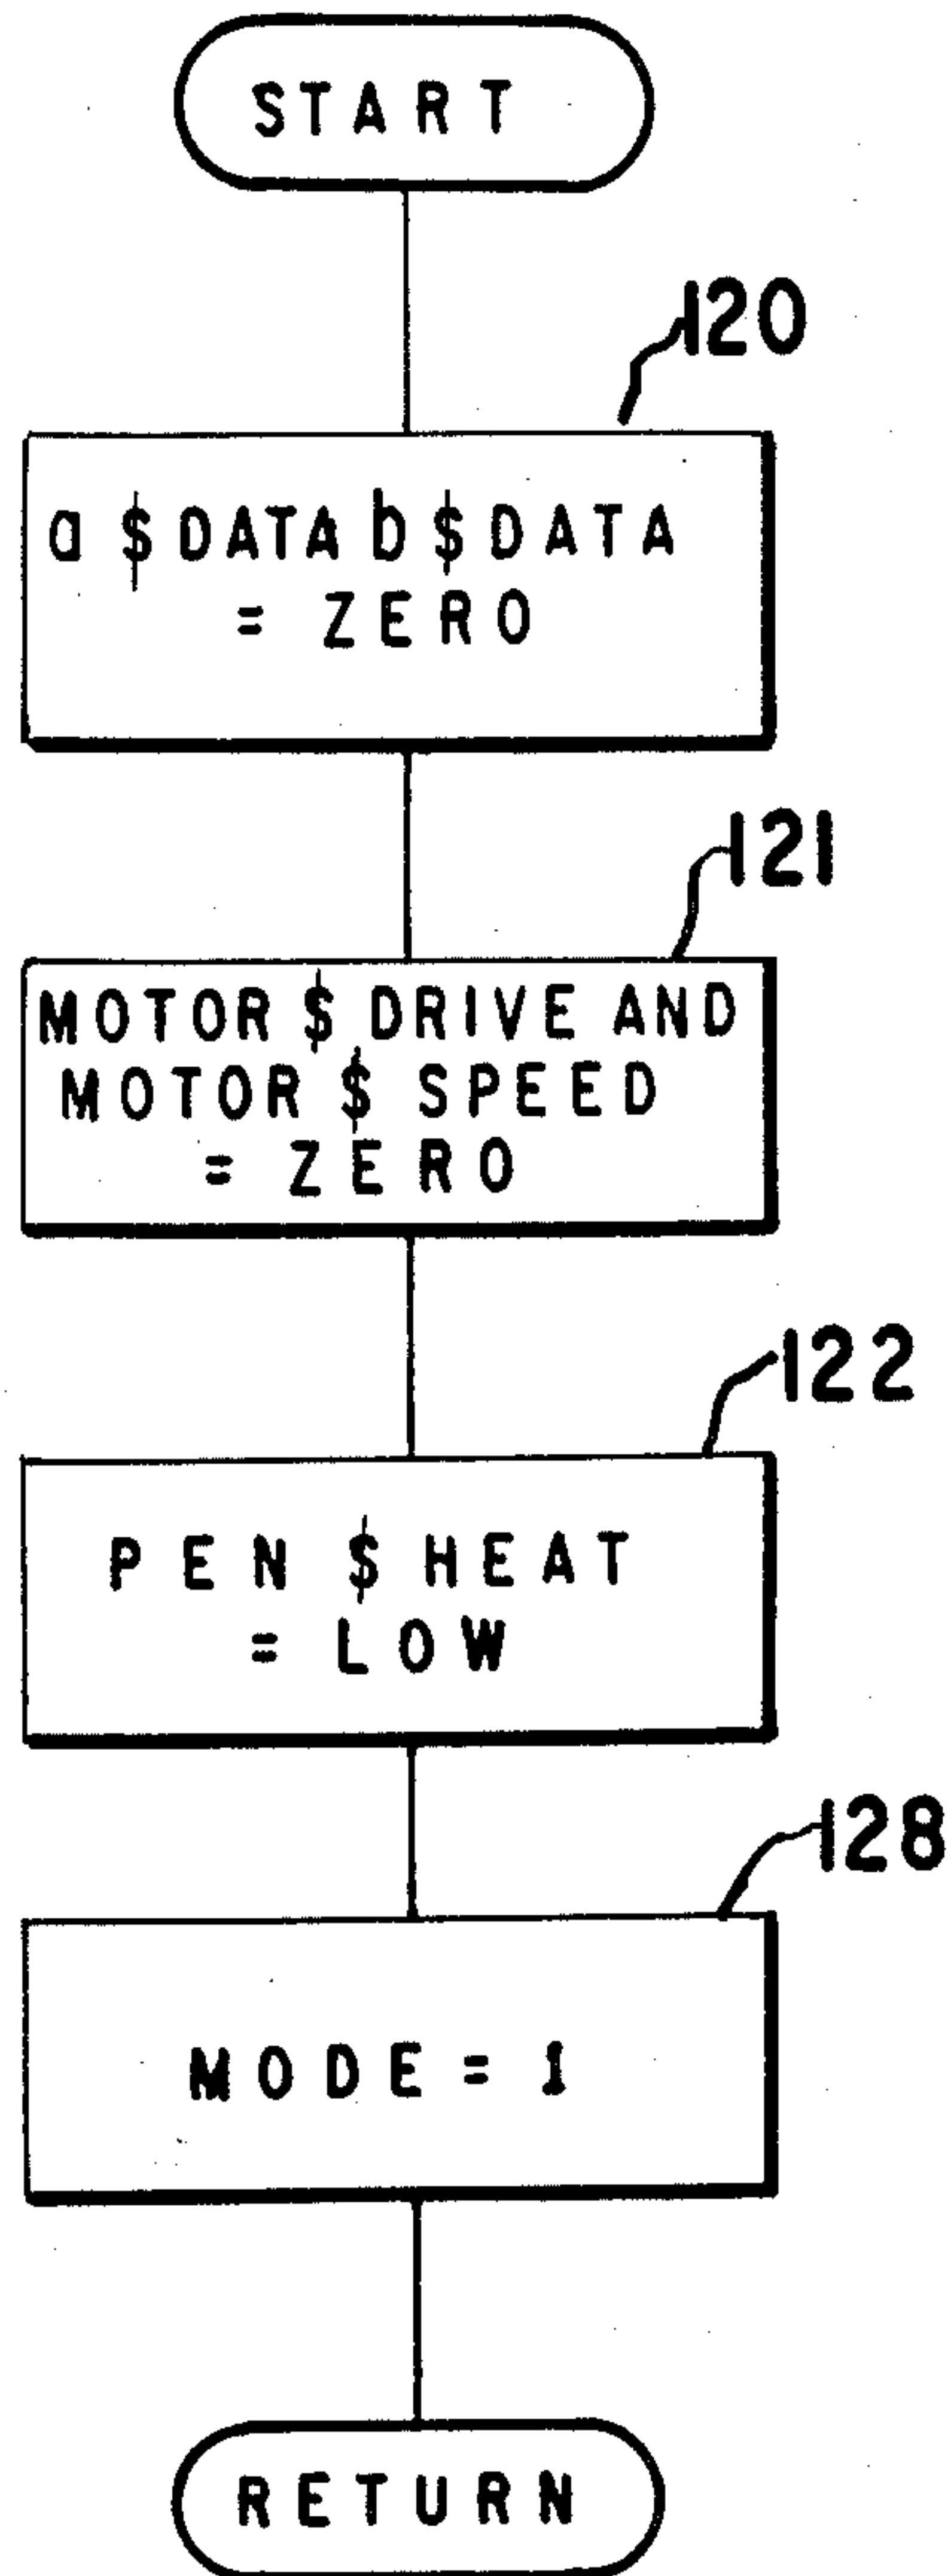 START
120
a $DATA b $DATA
= ZERO
121
MOTOR $ DRIVE AND
MOTOR $ SPEED
= ZERO
122
PEN $HEAT
= LOW
128
MODE = 1
RETURN